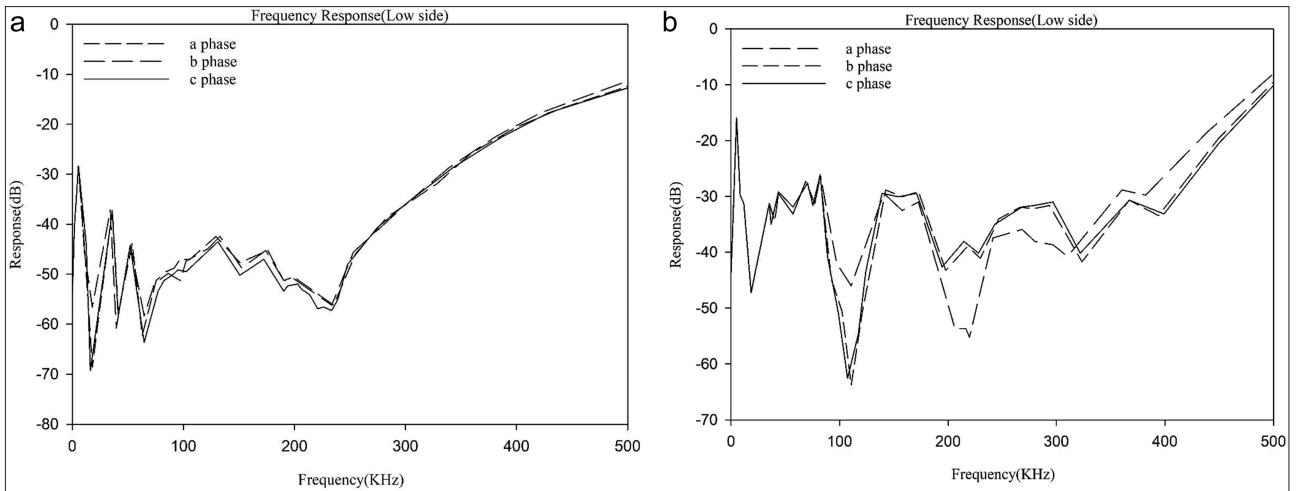 a
Frequency Response(Low side)
0
-10
-20
-30
-40
-50
-60
-70
-80
Response(dB)
a phase
b phase
c phase
0
100
200
300
400
500
Frequency(KHz)
b
Frequency Response(Low side)
0
-10
-20
-30
-40
-50
-60
-70
Response(dB)
a phase
b phase
c phase
0
100
200
300
400
500
Frequency(KHz)